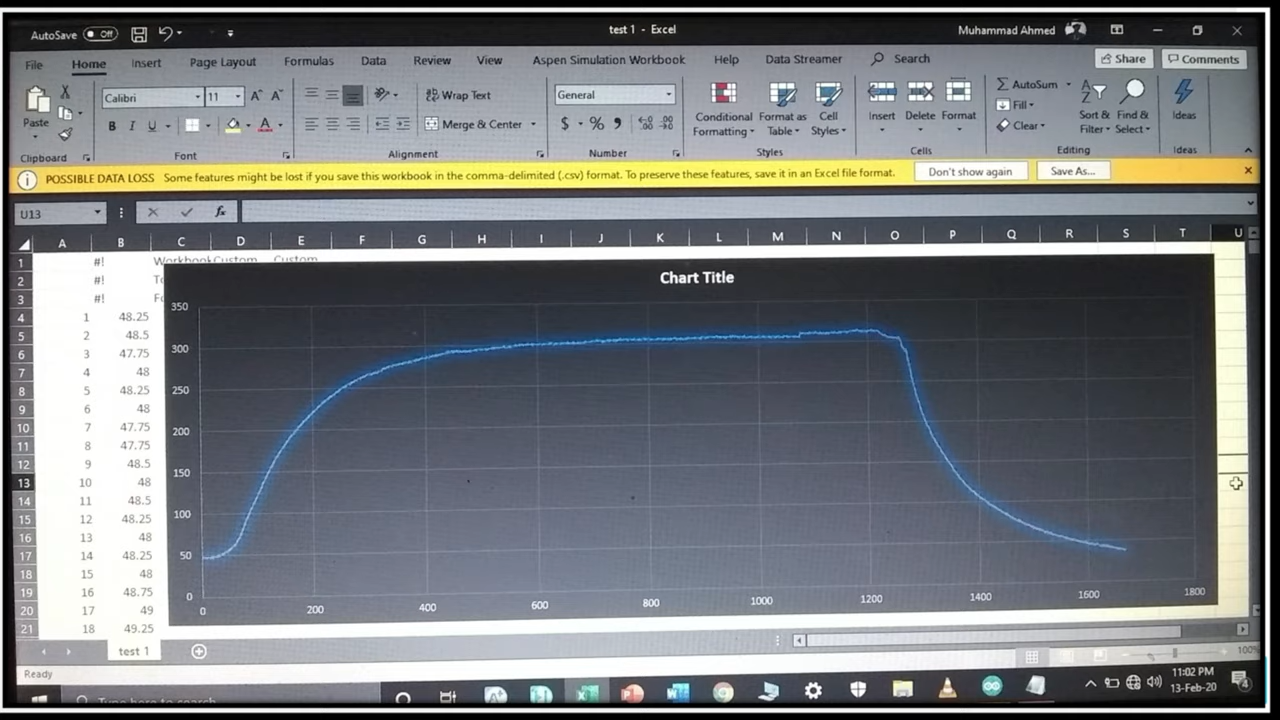 AutoSave Off test 1 - Excel Muhammad Ahmed
File Home Insert Page Layout Formulas Data Review View Aspen Simulation Workbook Help Data Streamer Search Share Comments
Paste
Clipboard
Calibri 11
B I U
Font
Wrap Text
Merge & Center
Alignment
General
$ % ,
Number
Conditional Formatting
Format as Table
Cell Styles
Styles
Insert Delete Format
Cells
AutoSum
Fill
Clear
Sort & Filter
Find & Select
Editing
Ideas
Ideas
POSSIBLE DATA LOSS Some features might be lost if you save this workbook in the comma-delimited (.csv) format. To preserve these features, save it in an Excel file format. Don't show again Save As...
U13 fx
A B C D E F G H I J K L M N O P Q R S T U
1 #! Workbook Custom Custom
2 #!
3 #!
4 1 48.25
5 2 48.5
6 3 47.75
7 4 48
8 5 48.25
9 6 48
10 7 47.75
11 8 47.75
12 9 48.5
13 10 48
14 11 48.5
15 12 48.25
16 13 48
17 14 48.25
18 15 48
19 16 48.75
20 17 49
21 18 49.25
Chart Title
350
300
250
200
150
100
50
0
0 200 400 600 800 1000 1200 1400 1600 1800
test 1
Ready 100%
Type here to search
11:02 PM
13-Feb-20
4